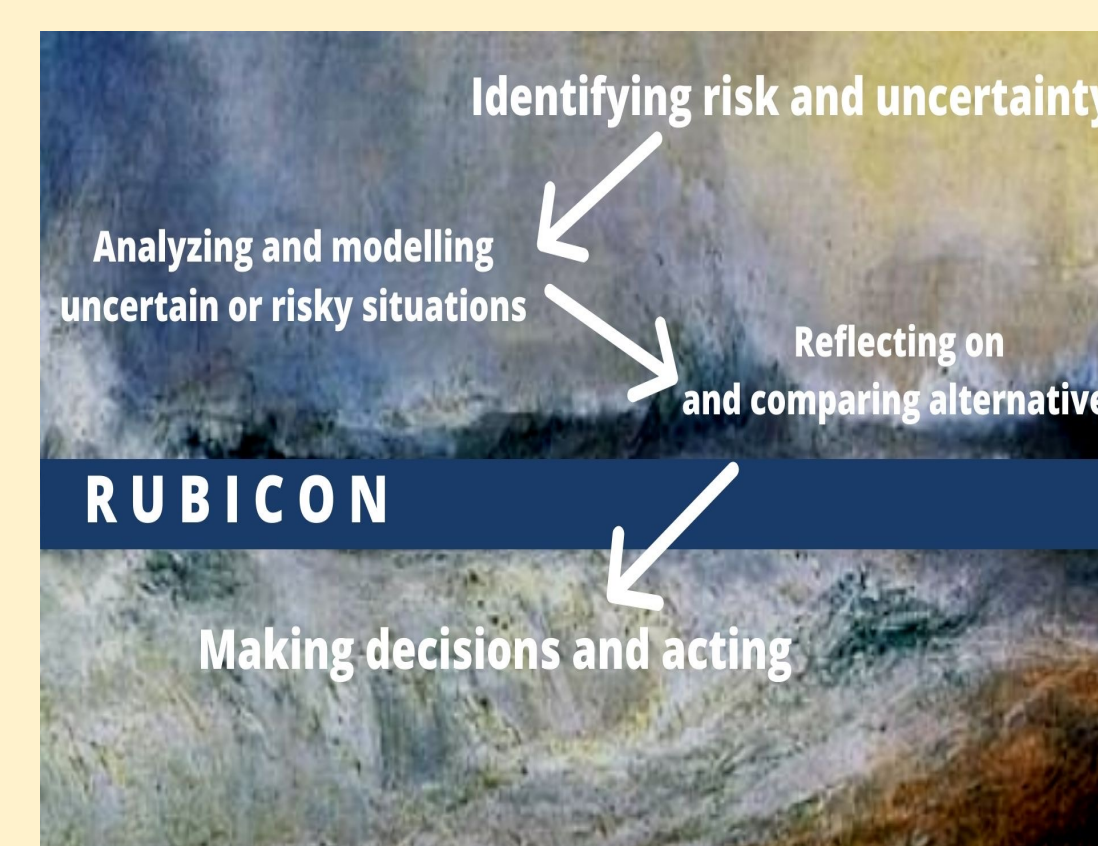 Identifying risk and uncertainty
Analyzing and modelling
uncertain or risky situations
Reflecting on
and comparing alternative
RUBICON
Making decisions and acting